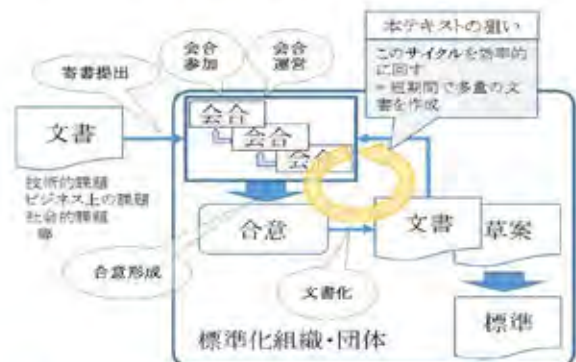 本テキストの狙い
このサイクルを効率的
に回す
= 短期間で多量の文
書を作成
会合
参加
会合
運営
寄書提出
文書
会合
会合
会合
技術的課題
ビジネス上の課題
社会的課題
等
合意
文書
草案
合意形成
文書化
標準
標準化組織・団体